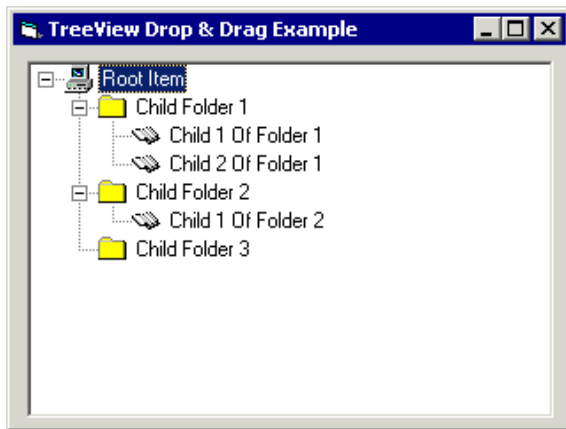 TreeView Drop & Drag Example
Root Item
Child Folder 1
Child 1 Of Folder 1
Child 2 Of Folder 1
Child Folder 2
Child 1 Of Folder 2
Child Folder 3